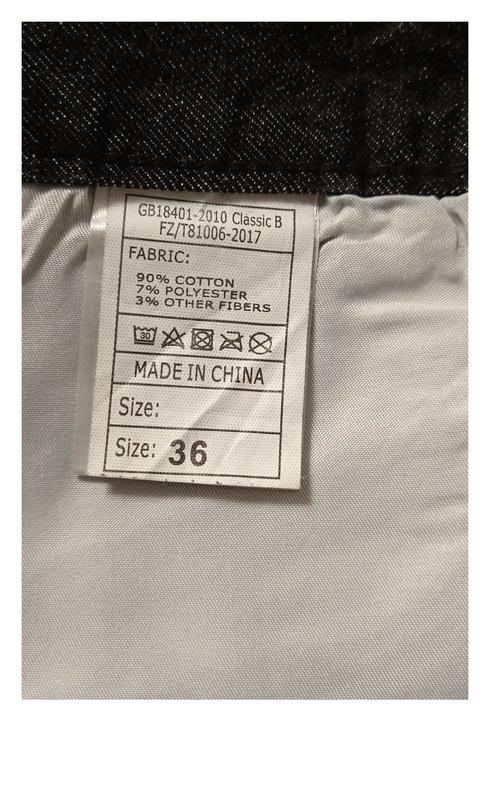 GB18401-2010 Classic B
FZ/T81006-2017
FABRIC:
90% COTTON
7% POLYESTER
3% OTHER FIBERS
30
MADE IN CHINA
Size:
Size: 36